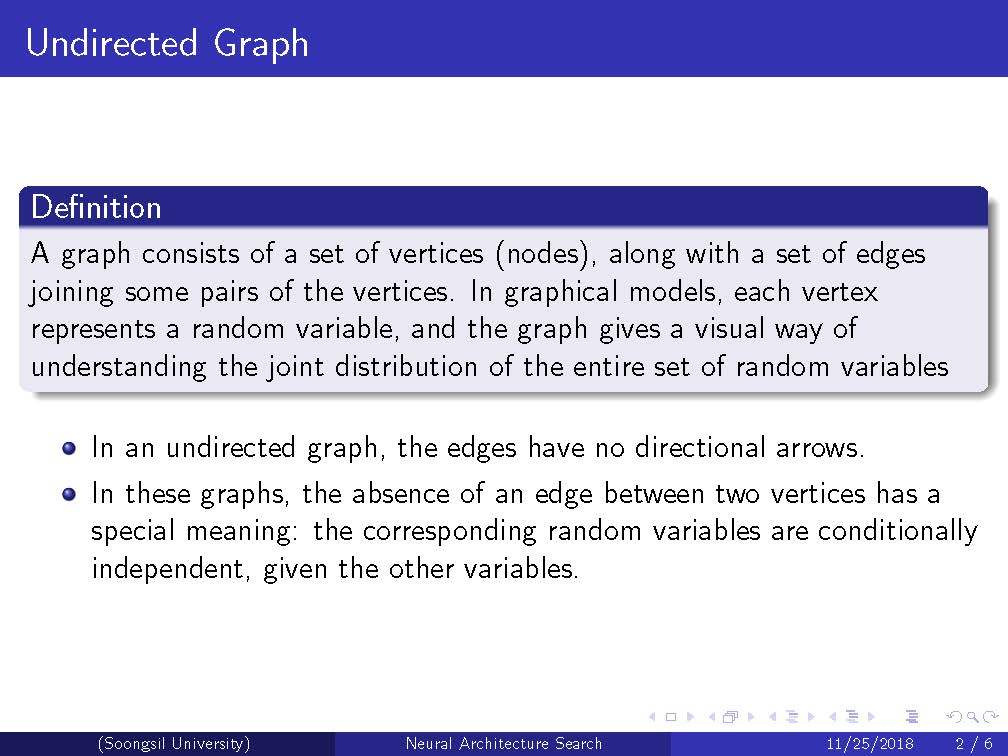 Undirected Graph
Definition
A graph consists of a set of vertices (nodes), along with a set of edges
joining some pairs of the vertices. In graphical models, each vertex
represents a random variable, and the graph gives a visual way of
understanding the joint distribution of the entire set of random variables
In an undirected graph, the edges have no directional arrows.
In these graphs, the absence of an edge between two vertices has a
special meaning: the corresponding random variables are conditionally
independent, given the other variables.
(Soongsil University) Neural Architecture Search 11/25/2018 2 / 6